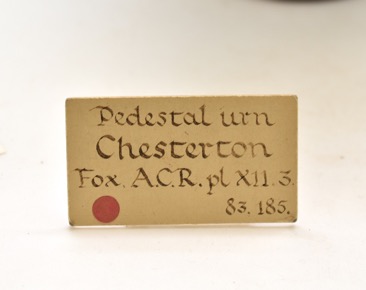 Pedestal urn
Chesterton
Fox. A.C.R. pl XII. 3.
83. 185.